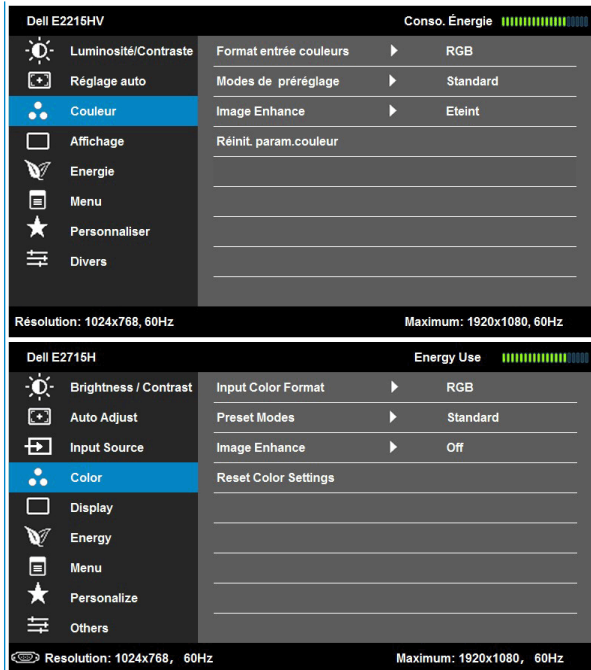 Dell E2215HV Conso. Énergie
Luminosité/Contraste Format entrée couleurs RGB
Réglage auto Modes de préréglage Standard
Couleur Image Enhance Eteint
Affichage Réinit. param.couleur
Energie
Menu
Personnaliser
Divers
Résolution: 1024x768, 60Hz Maximum: 1920x1080, 60Hz
Dell E2715H Energy Use
Brightness / Contrast Input Color Format RGB
Auto Adjust Preset Modes Standard
Input Source Image Enhance Off
Color Reset Color Settings
Display
Energy
Menu
Personalize
Others
Resolution: 1024x768, 60Hz Maximum: 1920x1080, 60Hz